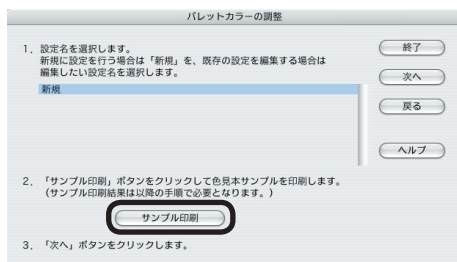 パレットカラーの調整
1. 設定名を選択します。
新規に設定を行う場合は「新規」を、既存の設定を編集する場合は
編集したい設定名を選択します。
新規
終了
次へ
戻る
ヘルプ
2. 「サンプル印刷」ボタンをクリックして色見本サンプルを印刷します。
(サンプル印刷結果は以降の手順で必要となります。)
サンプル印刷
3. 「次へ」ボタンをクリックします。